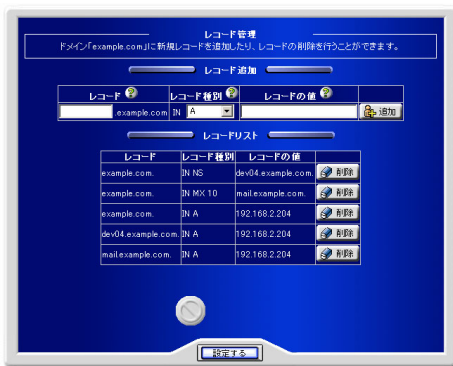 レコード管理
ドメイン「example.com」に新規レコードを追加したり、レコードの削除を行うことができます。
レコード追加
レコード ? レコード種別 ? レコードの値 ?
.example.com IN A 追加
レコードリスト
レコード レコード種別 レコードの値
example.com. IN NS dev04.example.com. 削除
example.com. IN MX 10 mail.example.com. 削除
example.com. IN A 192.168.2.204 削除
dev04.example.com. IN A 192.168.2.204 削除
mail.example.com. IN A 192.168.2.204 削除
設定する